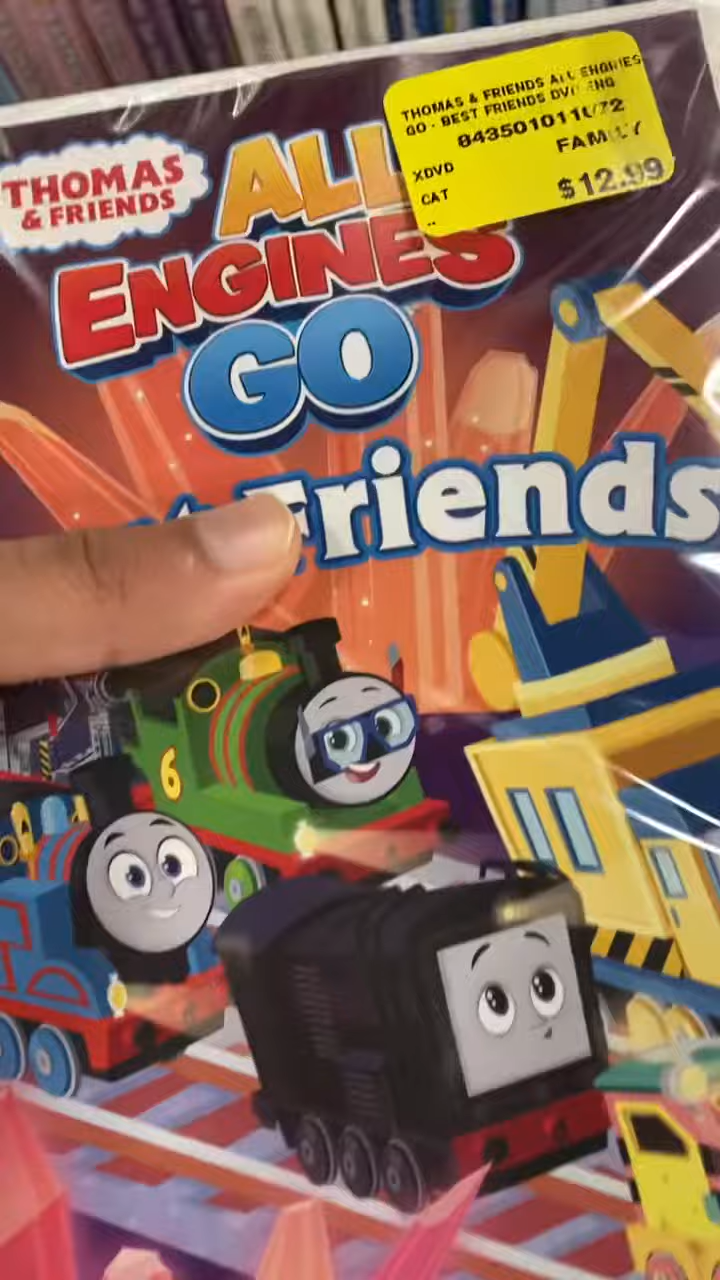 THOMAS & FRIENDS ALL ENGINES
GO - BEST FRIENDS DVD ENG
FAMILY
XDVD
CAT
$12.99
..
THOMAS
& FRIENDS
ALL
ENGINES
GO
Friends
6